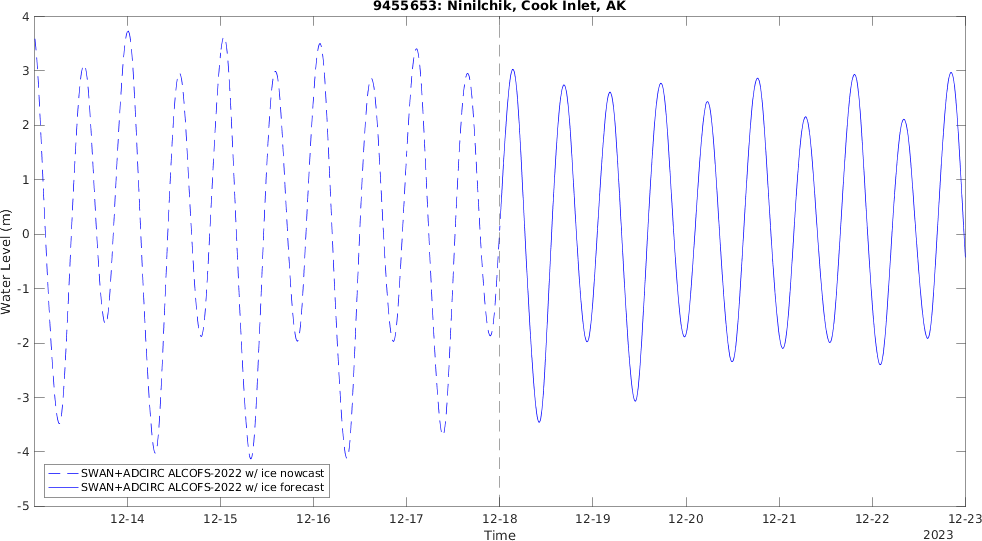 9455653: Ninilchik, Cook Inlet, AK
4
3
2
1
0
-1
-2
-3
-4
-5
Water Level (m)
SWAN+ADCIRC ALCOFS-2022 w/ ice nowcast
SWAN+ADCIRC ALCOFS-2022 w/ ice forecast
12-14 12-15 12-16 12-17 12-18 12-19 12-20 12-21 12-22 12-23
Time
2023